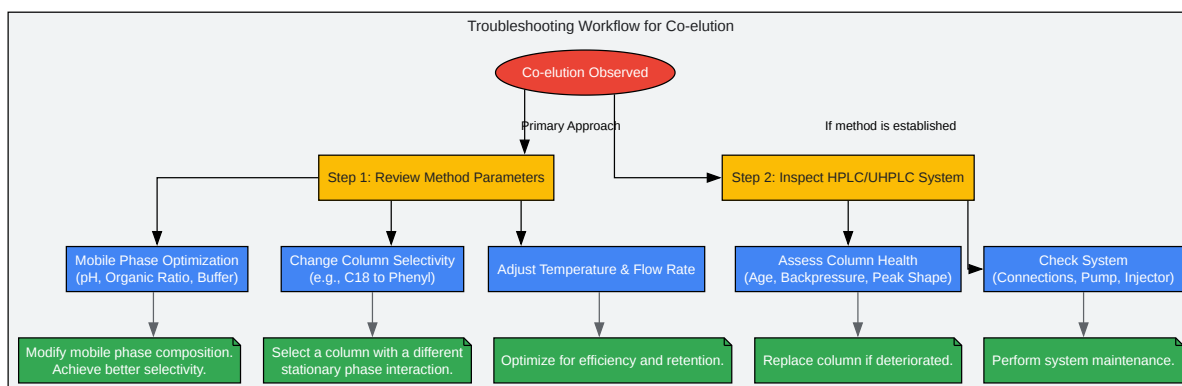 Troubleshooting Workflow for Co-elution
Co-elution Observed
Primary Approach
If method is established
Step 1: Review Method Parameters
Step 2: Inspect HPLC/UHPLC System
Mobile Phase Optimization
(pH, Organic Ratio, Buffer)
Change Column Selectivity
(e.g., C18 to Phenyl)
Adjust Temperature & Flow Rate
Assess Column Health
(Age, Backpressure, Peak Shape)
Check System
(Connections, Pump, Injector)
Modify mobile phase composition.
Achieve better selectivity.
Select a column with a different
stationary phase interaction.
Optimize for efficiency and retention.
Replace column if deteriorated.
Perform system maintenance.